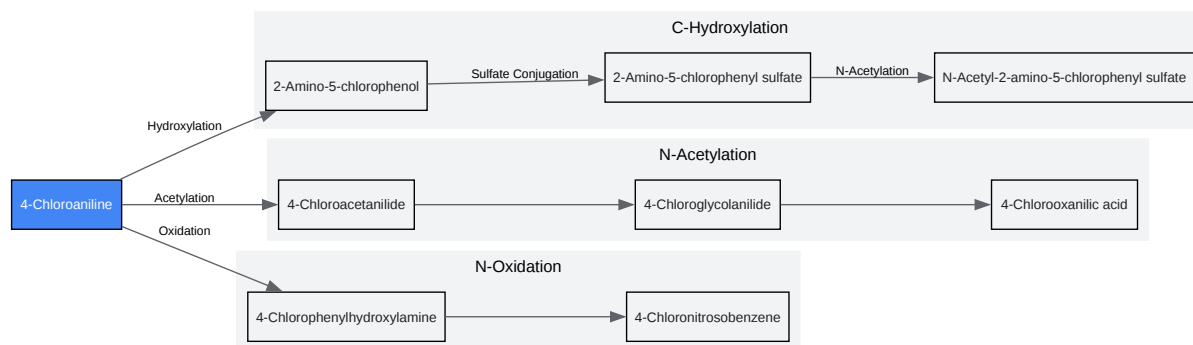 C-Hydroxylation
2-Amino-5-chlorophenol
Sulfate Conjugation
2-Amino-5-chlorophenyl sulfate
N-Acetylation
N-Acetyl-2-amino-5-chlorophenyl sulfate
Hydroxylation
N-Acetylation
4-Chloroaniline
Acetylation
4-Chloroacetanilide
4-Chloroglycolanilide
4-Chlorooxanilic acid
Oxidation
N-Oxidation
4-Chlorophenylhydroxylamine
4-Chloronitrosobenzene